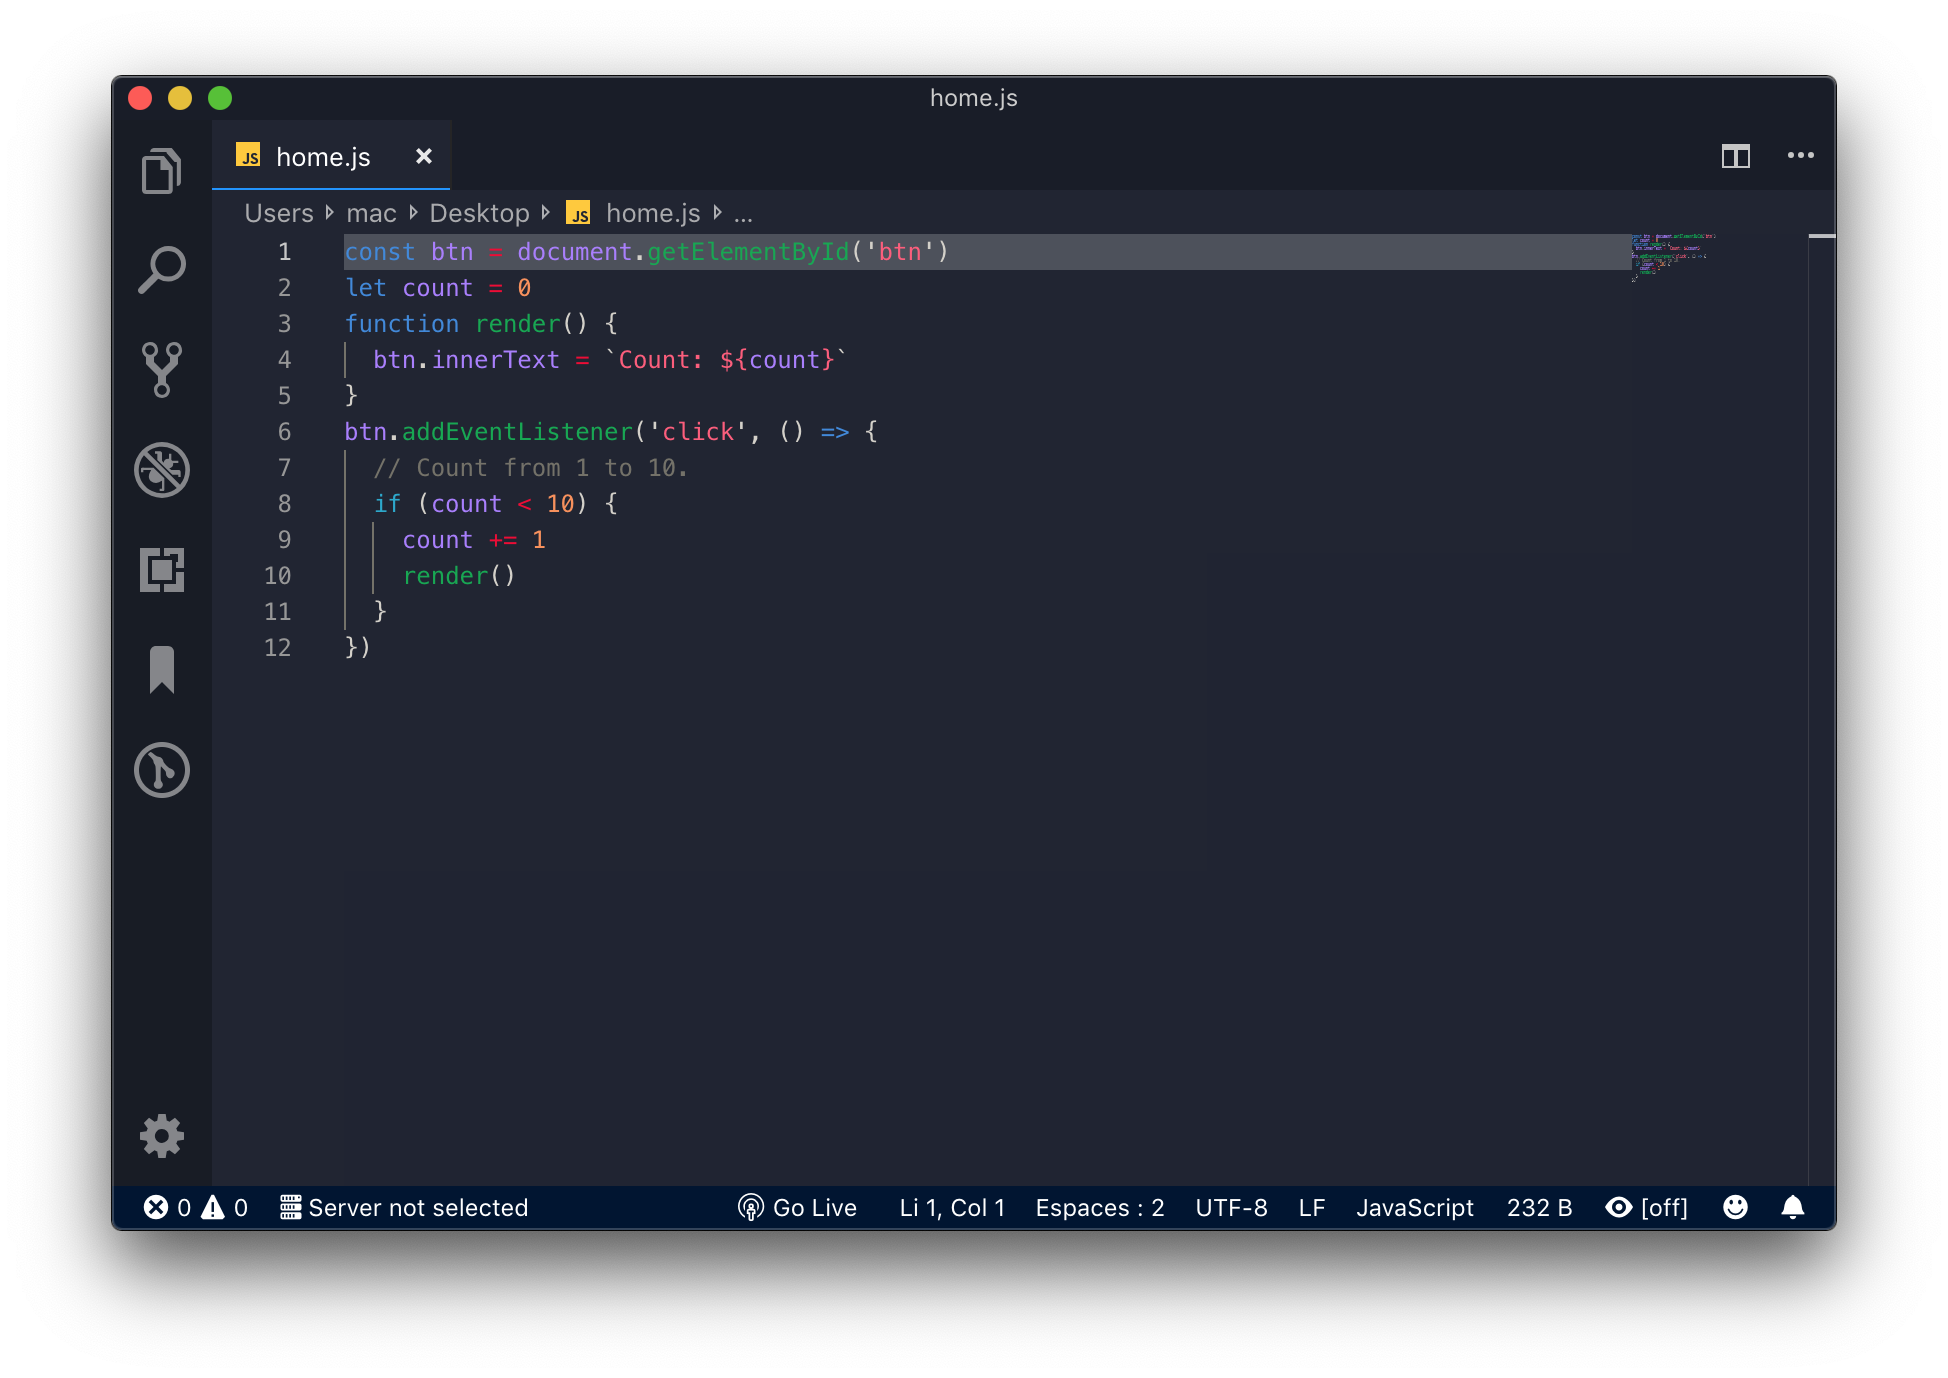 home.js
JS home.js
Users mac Desktop JS home.js ...
1 const btn = document.getElementById('btn')
2 let count = 0
3 function render() {
4   btn.innerText = `Count: ${count}`
5 }
6 btn.addEventListener('click', () => {
7   // Count from 1 to 10.
8   if (count < 10) {
9     count += 1
10     render()
11   }
12 })
0 0 Server not selected Go Live Li 1, Col 1 Espaces : 2 UTF-8 LF JavaScript 232 B [off]